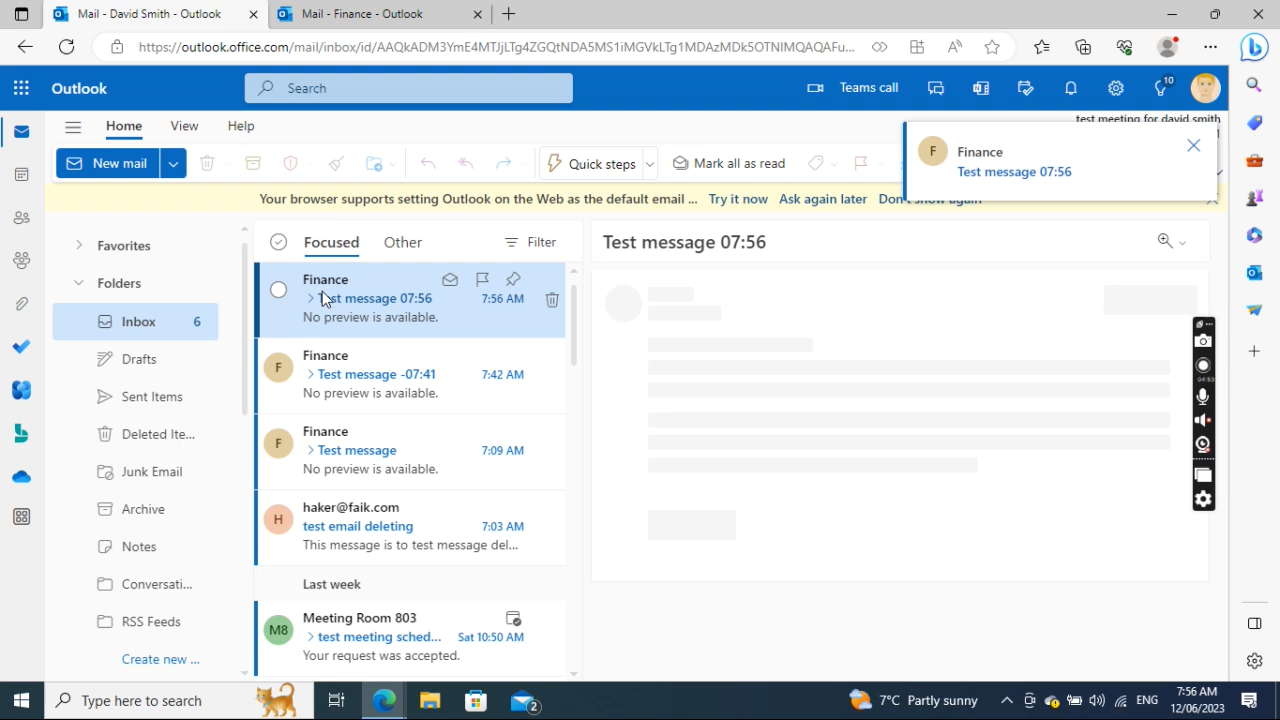 Mail - David Smith - Outlook
Mail - Finance - Outlook
https://outlook.office.com/mail/inbox/id/AAQkADM3YmE4MTJjLTg4ZGQtNDA5MS1iMGVkLTg1MDAzMDk5OTNIMQAQAFu...
Outlook
Search
Teams call
10
test meeting for david smith
Home
View
Help
F
Finance
Test message 07:56
New mail
Quick steps
Mark all as read
Your browser supports setting Outlook on the Web as the default email ...
Try it now
Ask again later
Favorites
Folders
Inbox 6
Drafts
Sent Items
Deleted Ite...
Junk Email
Archive
Notes
Conversati...
RSS Feeds
Create new ...
Focused
Other
Filter
Finance
st message 07:56 7:56 AM
No preview is available.
F
Finance
Test message -07:41 7:42 AM
No preview is available.
F
Finance
Test message 7:09 AM
No preview is available.
H
haker@faik.com
test email deleting 7:03 AM
This message is to test message del...
Last week
M8
Meeting Room 803
test meeting sched... Sat 10:50 AM
Your request was accepted.
Test message 07:56
04:53
Type here to search
2
7°C Partly sunny
ENG
7:56 AM
12/06/2023